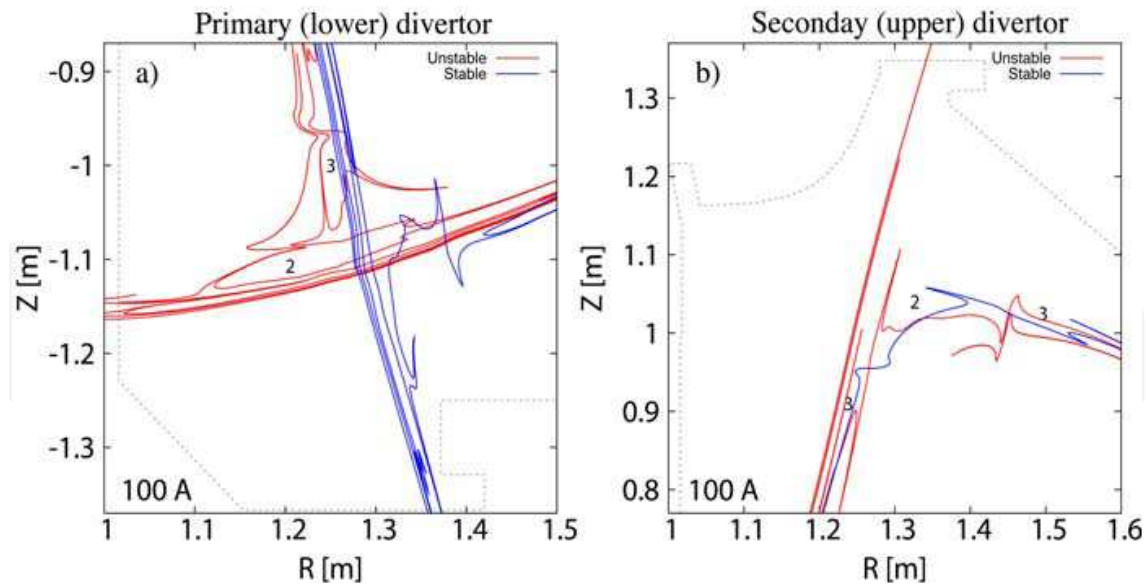 Primary (lower) divertor
Seconday (upper) divertor
a)
Unstable
Stable
-0.9
-1
-1.1
-1.2
-1.3
Z [m]
3
2
100 A
1 1.1 1.2 1.3 1.4 1.5
R [m]
b)
Unstable
Stable
1.3
1.2
1.1
1
0.9
0.8
Z [m]
2
3
3
100 A
1 1.1 1.2 1.3 1.4 1.5 1.6
R [m]